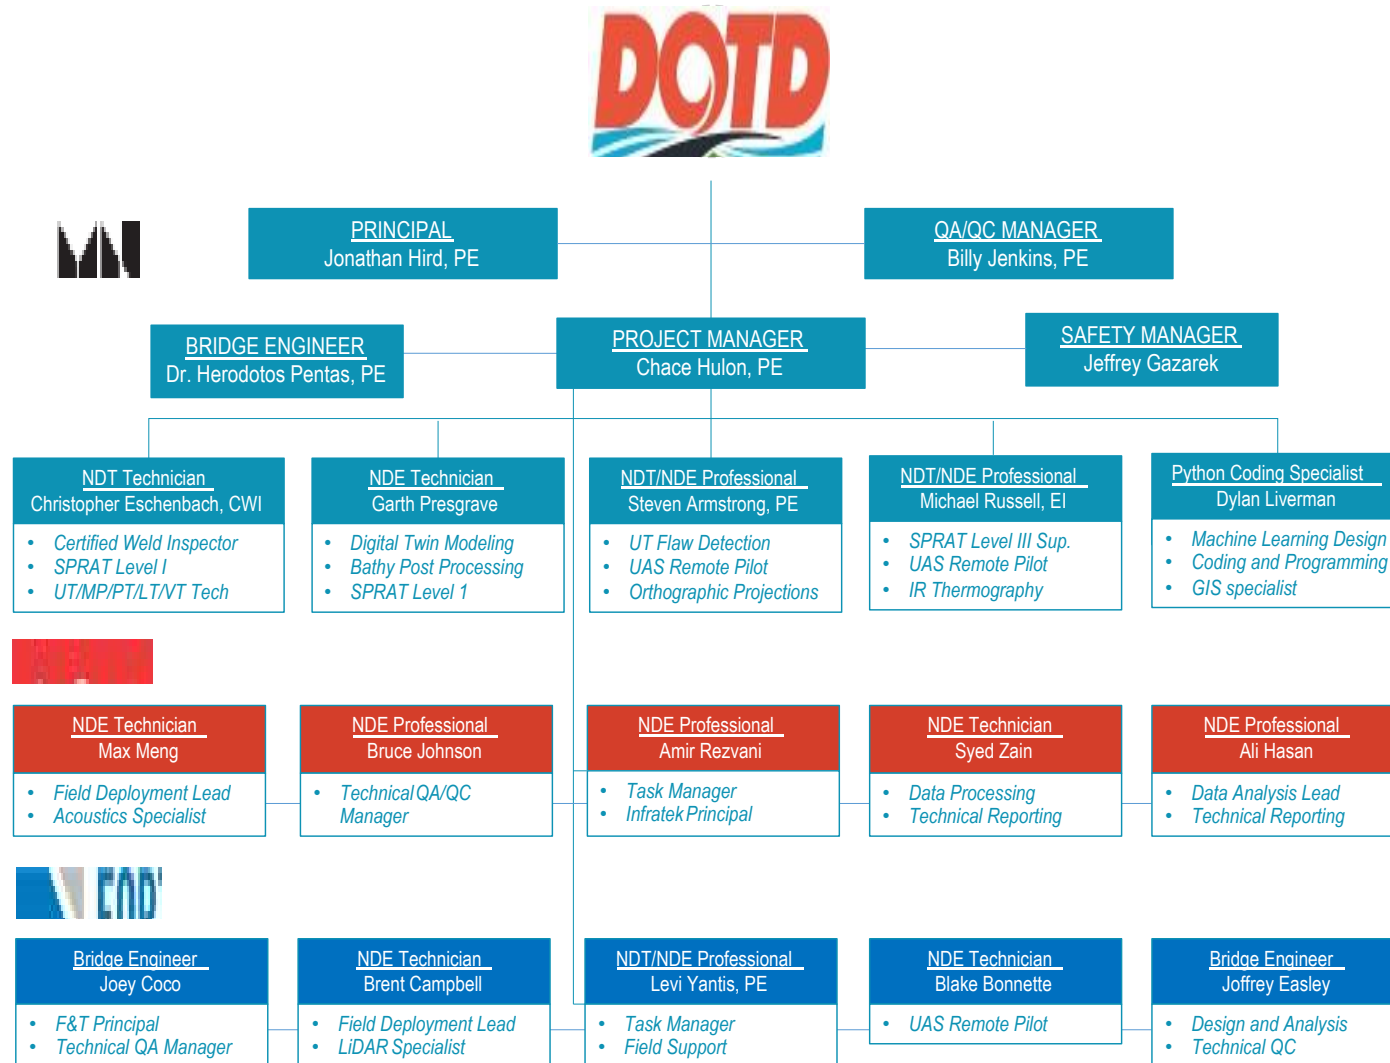 DOTD
PRINCIPAL
Jonathan Hird, PE
QA/QC MANAGER
Billy Jenkins, PE
BRIDGE ENGINEER
Dr. Herodotos Pentas, PE
PROJECT MANAGER
Chace Hulon, PE
SAFETY MANAGER
Jeffrey Gazarek
NDT Technician
Christopher Eschenbach, CWI
• Certified Weld Inspector
• SPRAT Level I
• UT/MP/PT/LT/VT Tech
NDE Technician
Garth Presgrave
• Digital Twin Modeling
• Bathy Post Processing
• SPRAT Level 1
NDT/NDE Professional
Steven Armstrong, PE
• UT Flaw Detection
• UAS Remote Pilot
• Orthographic Projections
NDT/NDE Professional
Michael Russell, EI
• SPRAT Level III Sup.
• UAS Remote Pilot
• IR Thermography
Python Coding Specialist
Dylan Liverman
• Machine Learning Design
• Coding and Programming
• GIS specialist
NDE Technician
Max Meng
• Field Deployment Lead
• Acoustics Specialist
NDE Professional
Bruce Johnson
• Technical QA/QC
Manager
NDE Professional
Amir Rezvani
• Task Manager
• Infratek Principal
NDE Technician
Syed Zain
• Data Processing
• Technical Reporting
NDE Professional
Ali Hasan
• Data Analysis Lead
• Technical Reporting
Bridge Engineer
Joey Coco
• F&T Principal
• Technical QA Manager
NDE Technician
Brent Campbell
• Field Deployment Lead
• LiDAR Specialist
NDT/NDE Professional
Levi Yantis, PE
• Task Manager
• Field Support
NDE Technician
Blake Bonnette
• UAS Remote Pilot
Bridge Engineer
Joffrey Easley
• Design and Analysis
• Technical QC